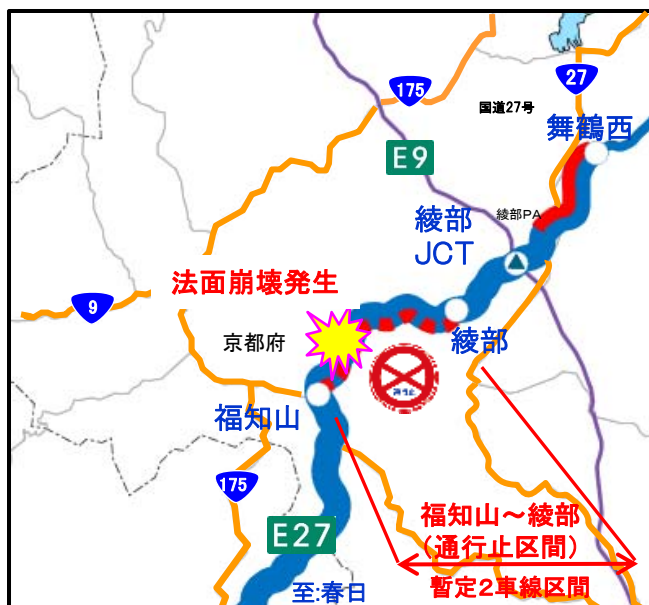 175
27
国道27号
舞鶴西
E9
綾部PA
綾部
JCT
法面崩壊発生
9
京都府
綾部
福知山
175
福知山～綾部
（通行止区間）
E27
暫定２車線区間
至:春日